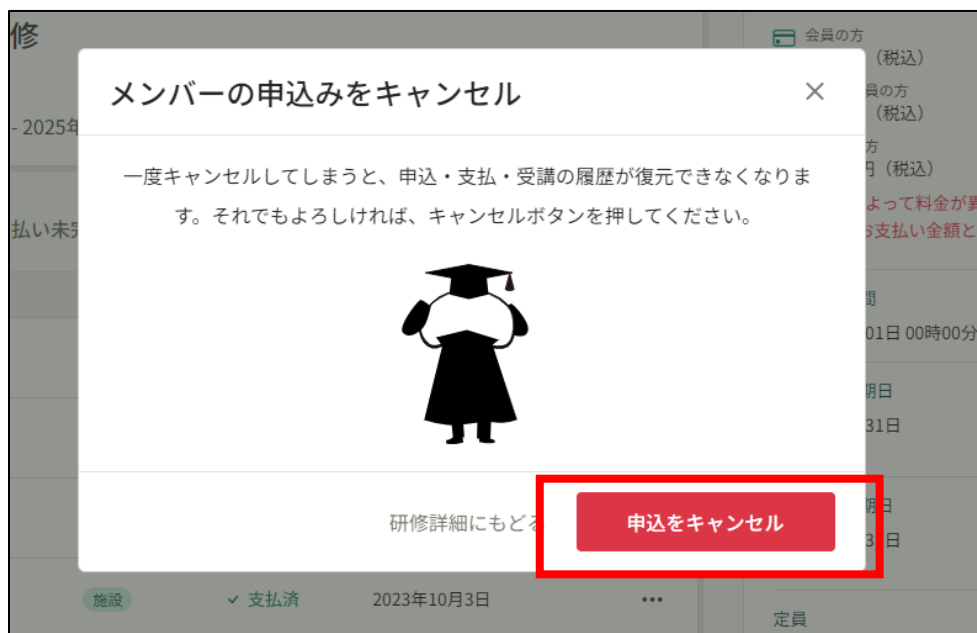 修
会員の方
(税込)
メンバーの申込みをキャンセル
員の方
(税込)
- 2025年
方
円(税込)
一度キャンセルしてしまうと、申込・支払・受講の履歴が復元できなくなりま
す。それでもよろしければ、キャンセルボタンを押してください。
よって料金が異
お支払い金額と
払い未完
間
01日 00時00分
期日
31日
研修詳細にもどる
申込をキャンセル
期日
3 日
施設
支払済
2023年10月3日
定員